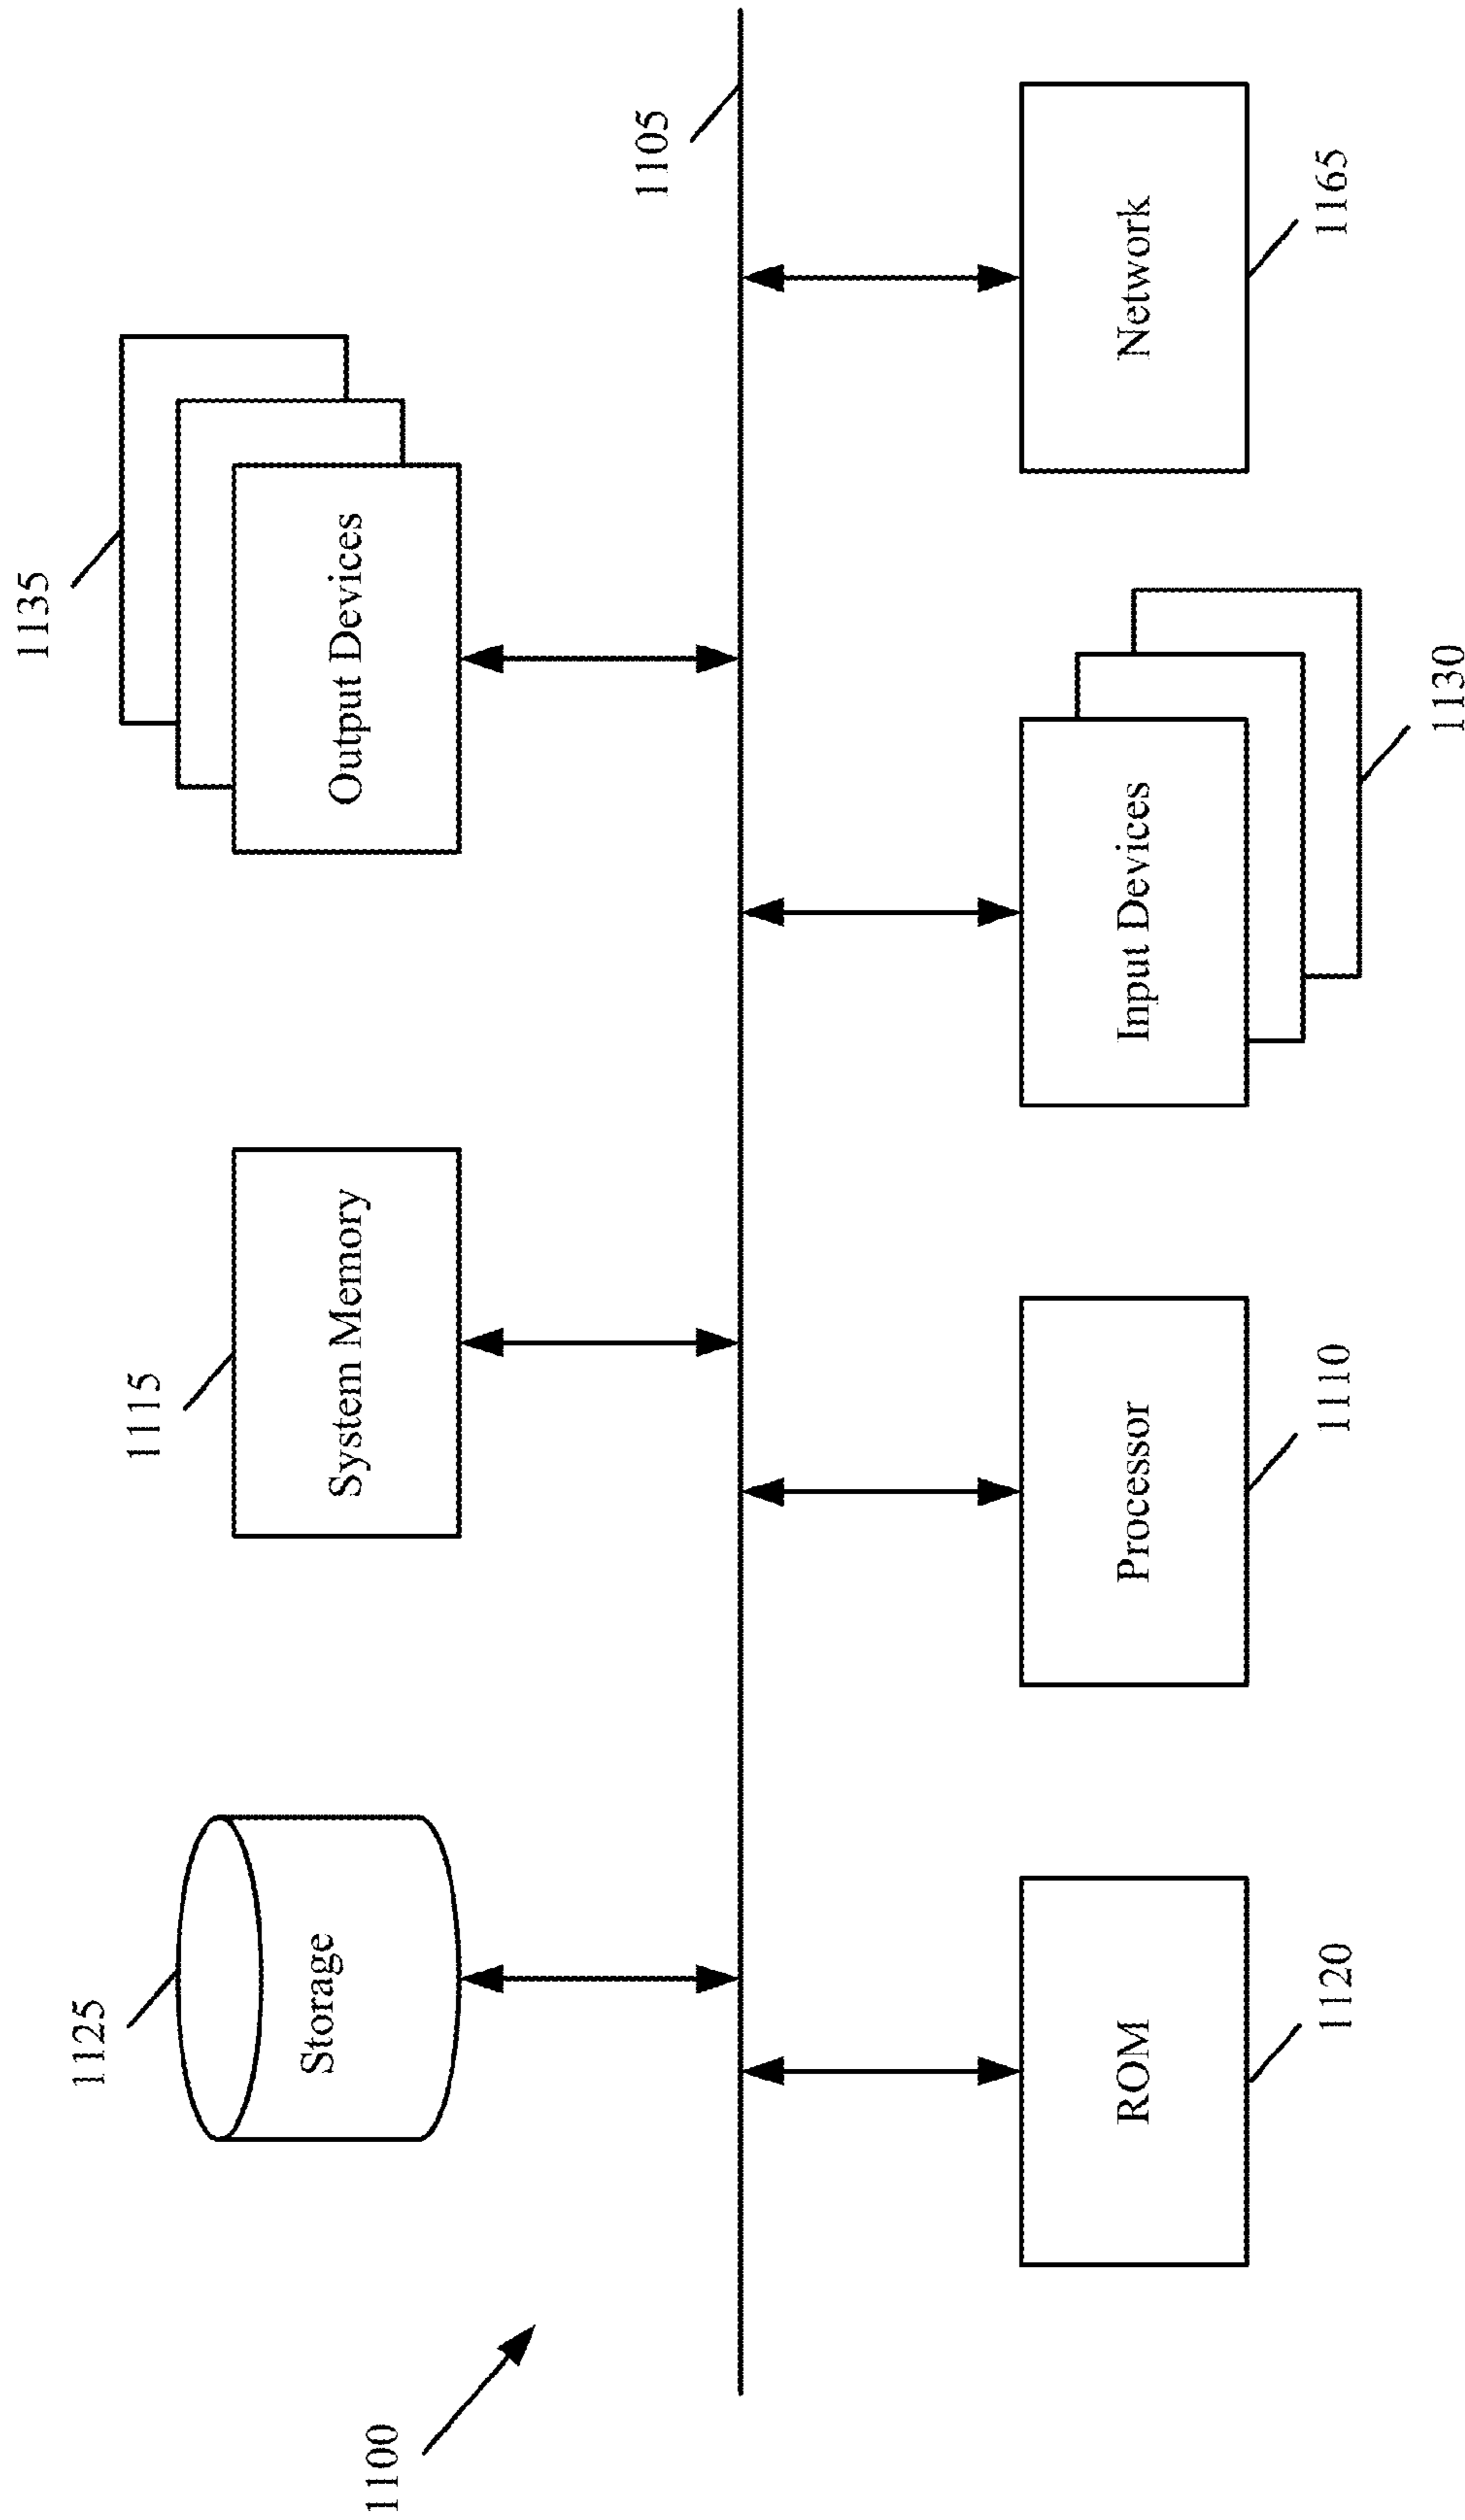 1100
1125
Storage
1115
System Memory
1135
Output Devices
1105
ROM
1120
Processor
1110
Input Devices
1130
Network
1165